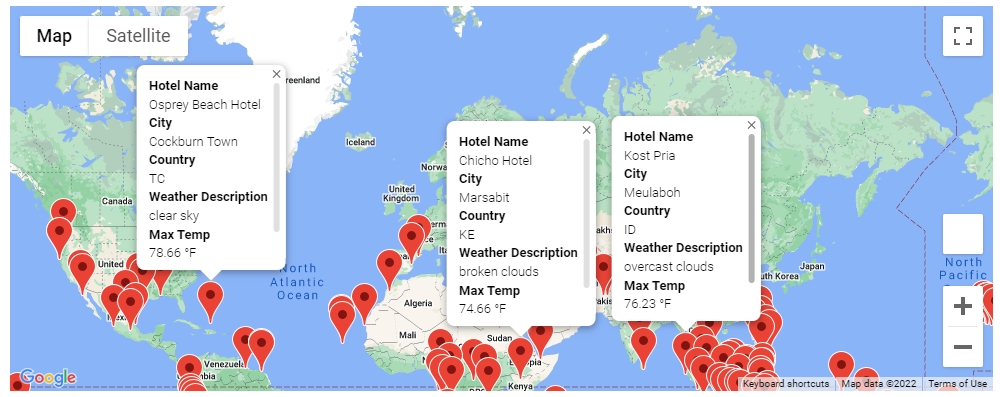 Map
Satellite
Greenland
Iceland
Canada
United
Venezuela
North
Atlantic
Ocean
United
Kingdom
Algeria
Mali
Sudan
Kenya
Japan
South Korea
North
Pacific
Hotel Name
Osprey Beach Hotel
City
Cockburn Town
Country
TC
Weather Description
clear sky
Max Temp
78.66 °F
Hotel Name
Chicho Hotel
City
Marsabit
Country
KE
Weather Description
broken clouds
Max Temp
74.66 °F
Hotel Name
Kost Pria
City
Meulaboh
Country
ID
Weather Description
overcast clouds
Max Temp
76.23 °F
Google
Keyboard shortcuts
Map data ©2022
Terms of Use